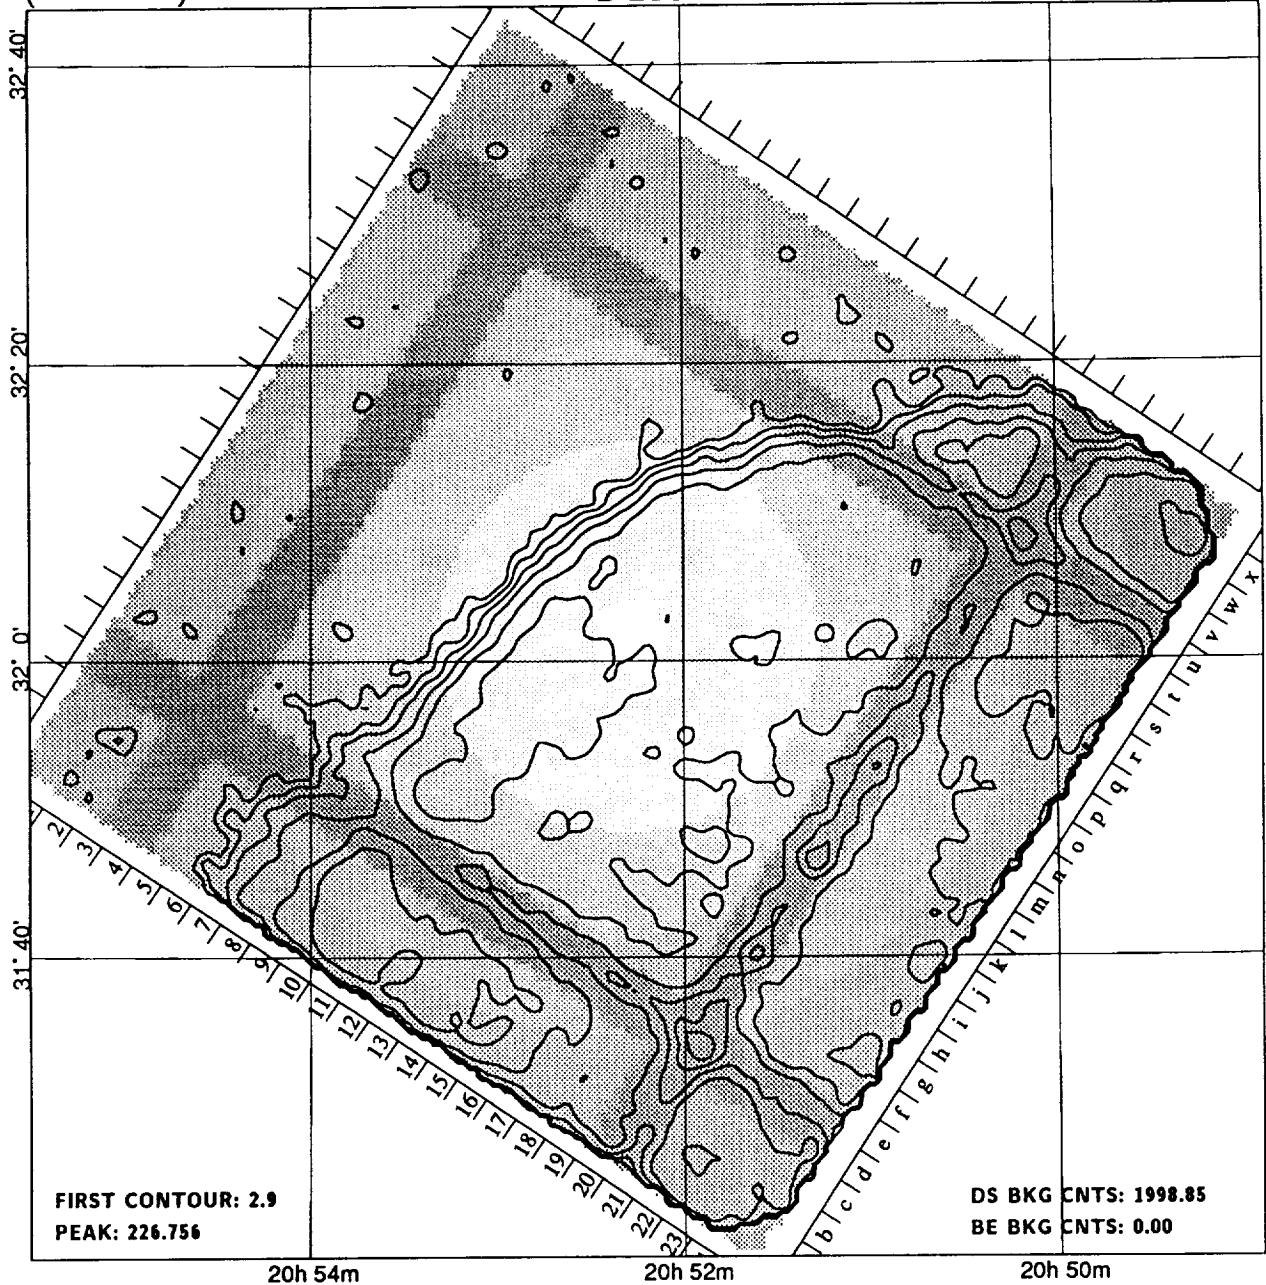 32° 40'
32° 20'
32° 0'
31° 40'
2 3 4 5 6 7 8 9 10 11 12 13 14 15 16 17 18 19 20 21 22 23
b c d e f g h i j k l m n o p q r s t u v w x
FIRST CONTOUR: 2.9
PEAK: 226.756
DS BKG CNTS: 1998.85
BE BKG CNTS: 0.00
20h 54m
20h 52m
20h 50m